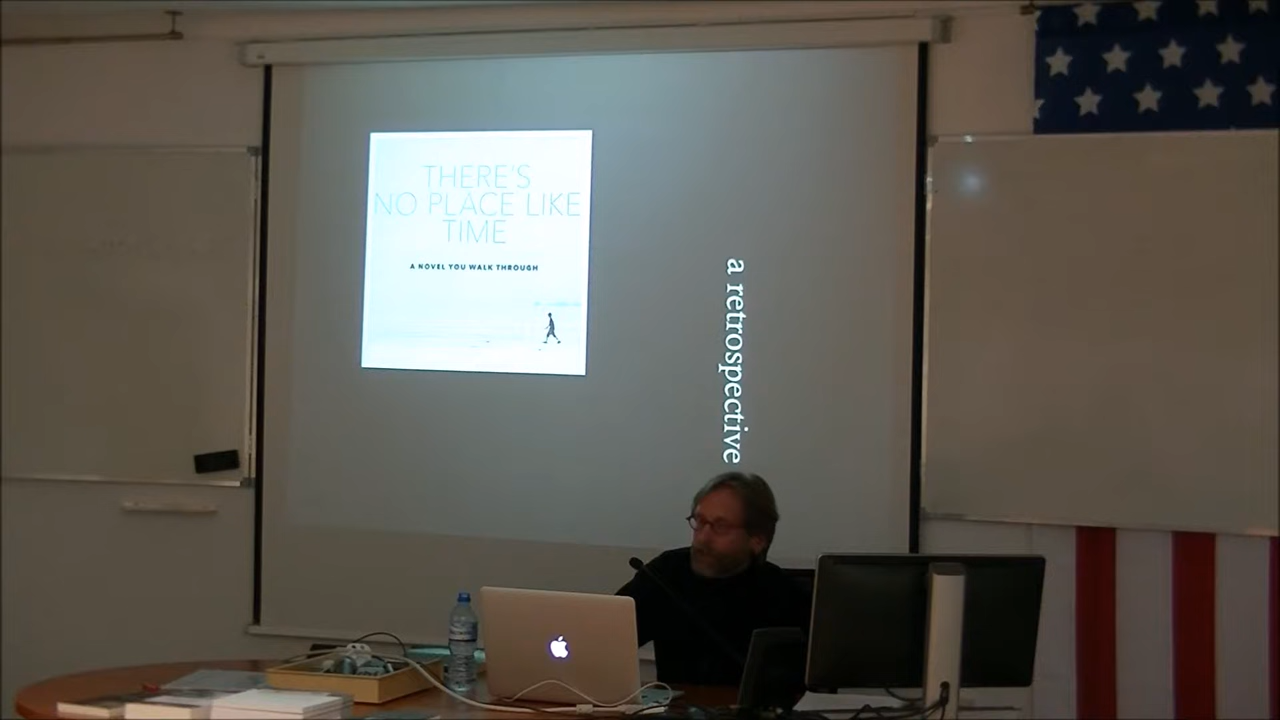 THERE'S
NO PLACE LIKE
TIME
A NOVEL YOU WALK THROUGH
a retrospective